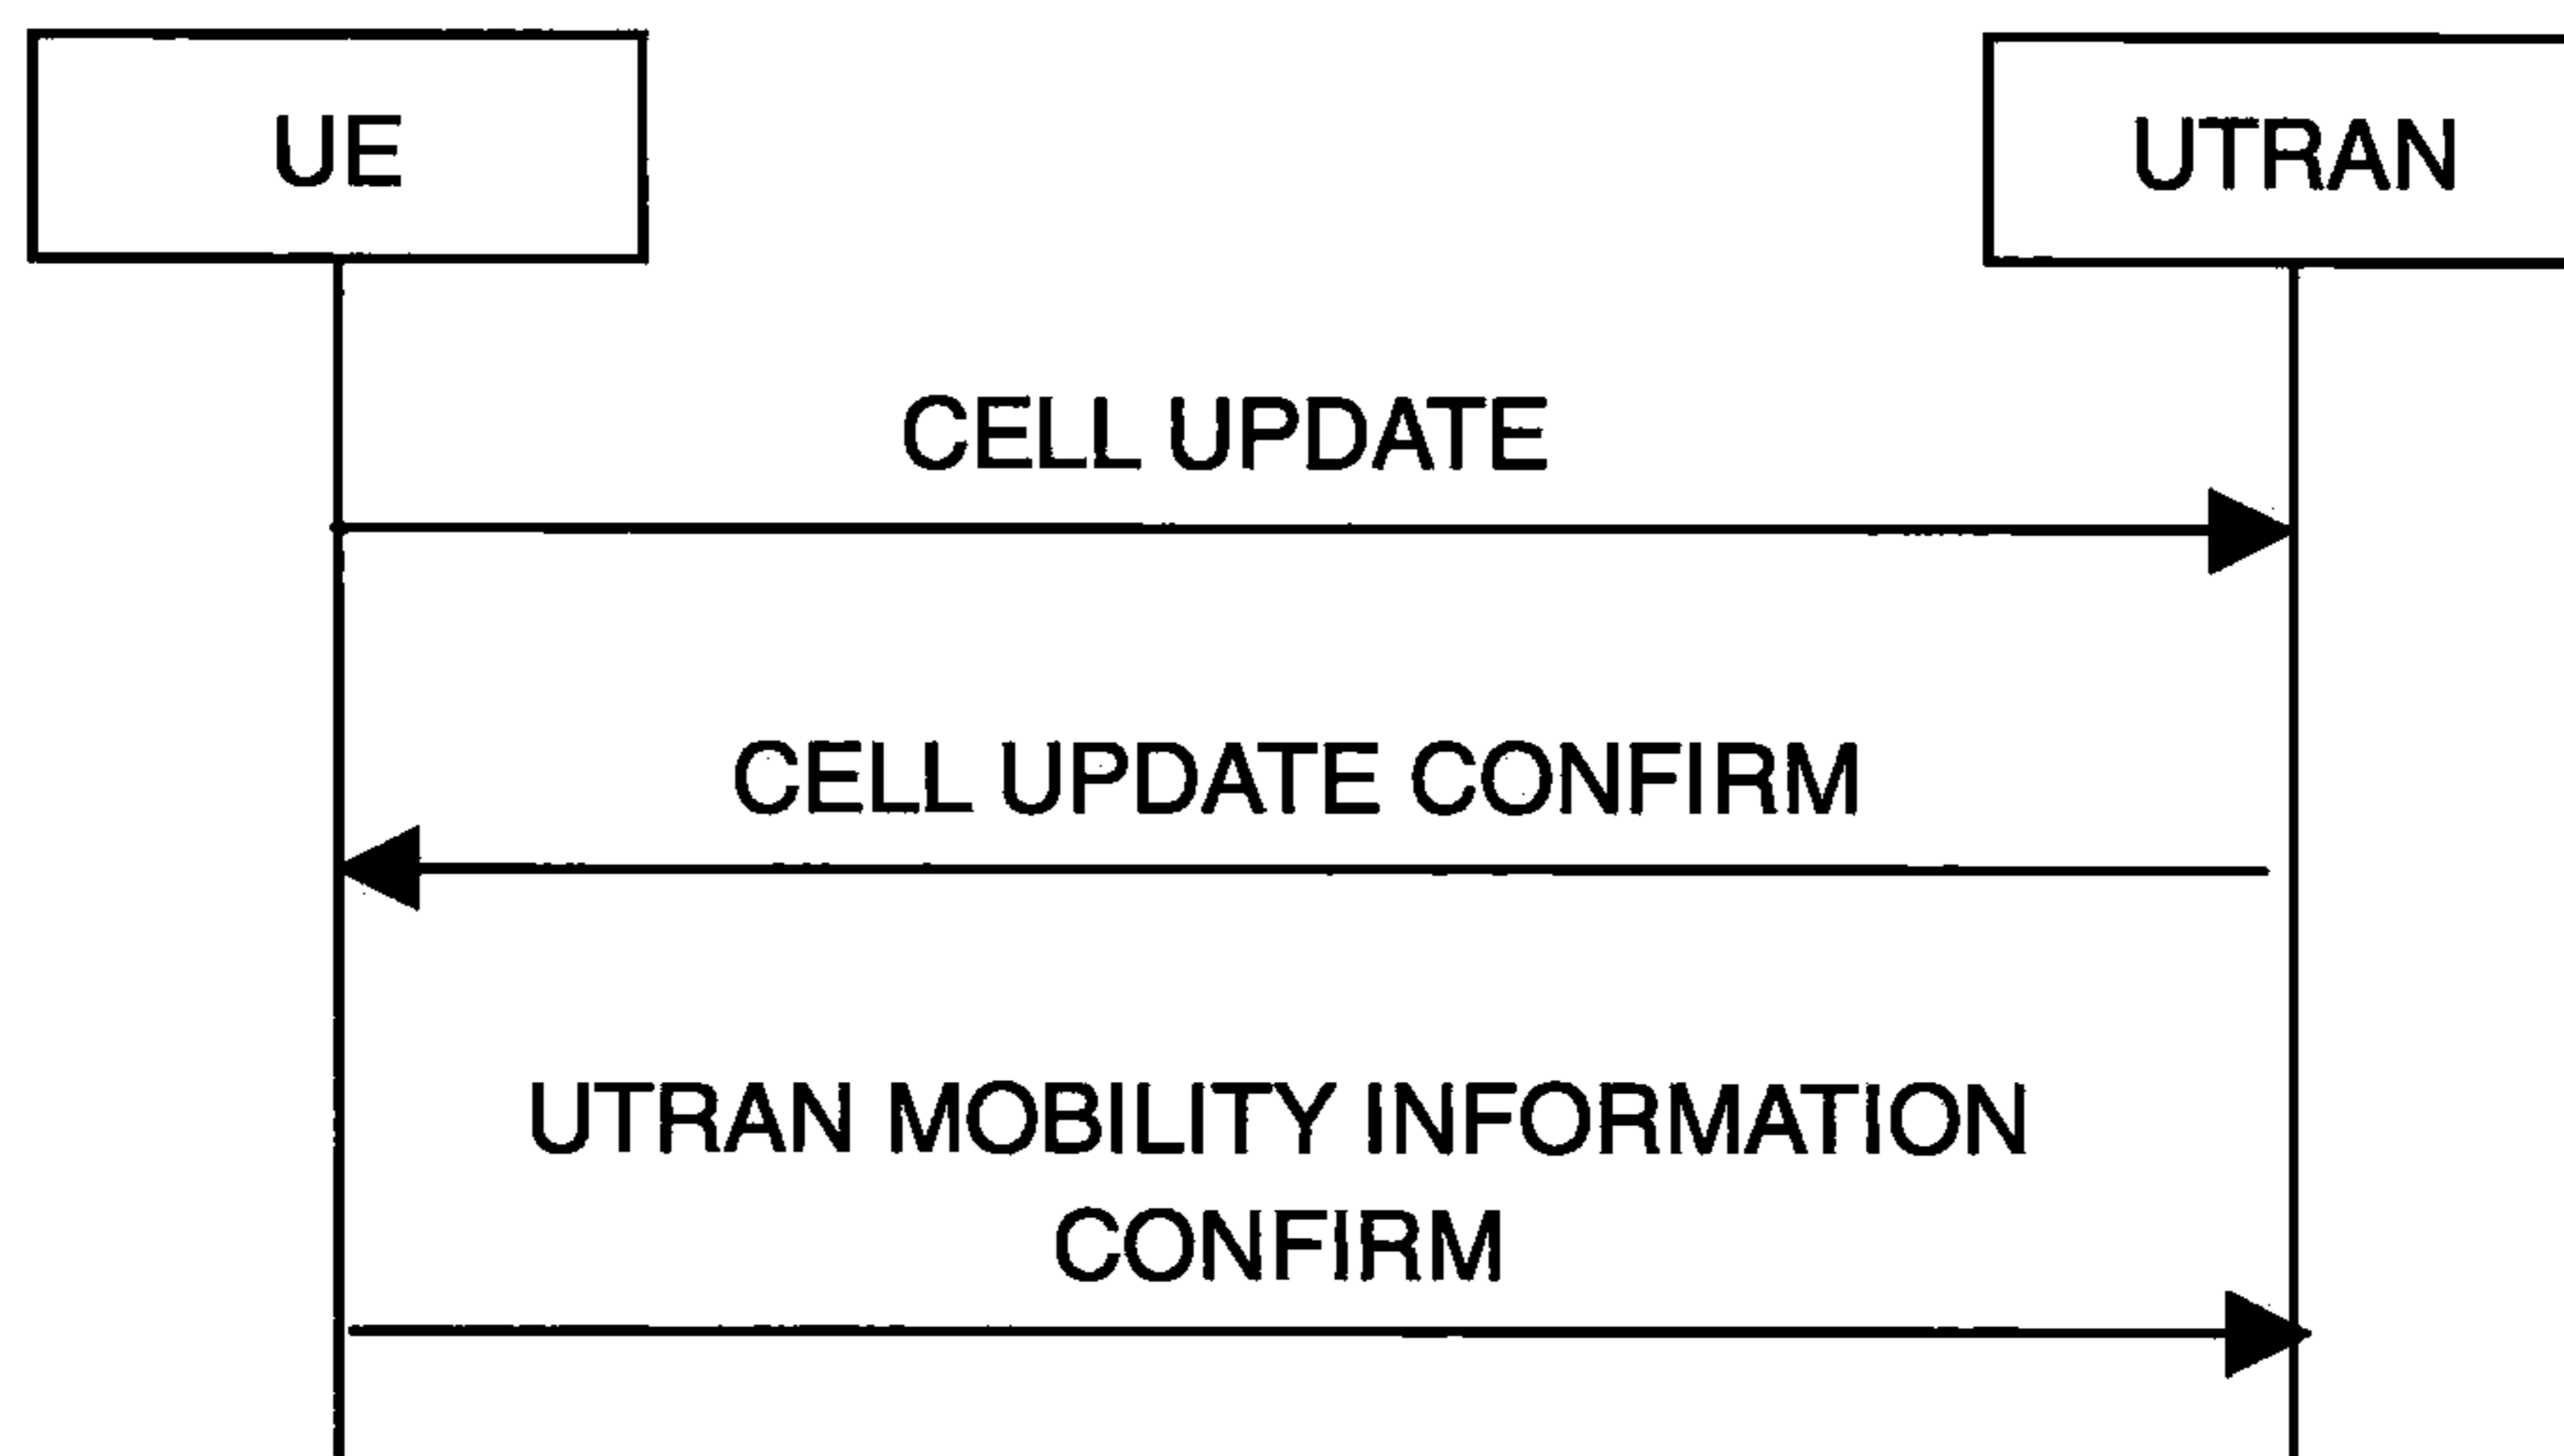 UE
UTRAN
CELL UPDATE
CELL UPDATE CONFIRM
UTRAN MOBILITY INFORMATION
CONFIRM